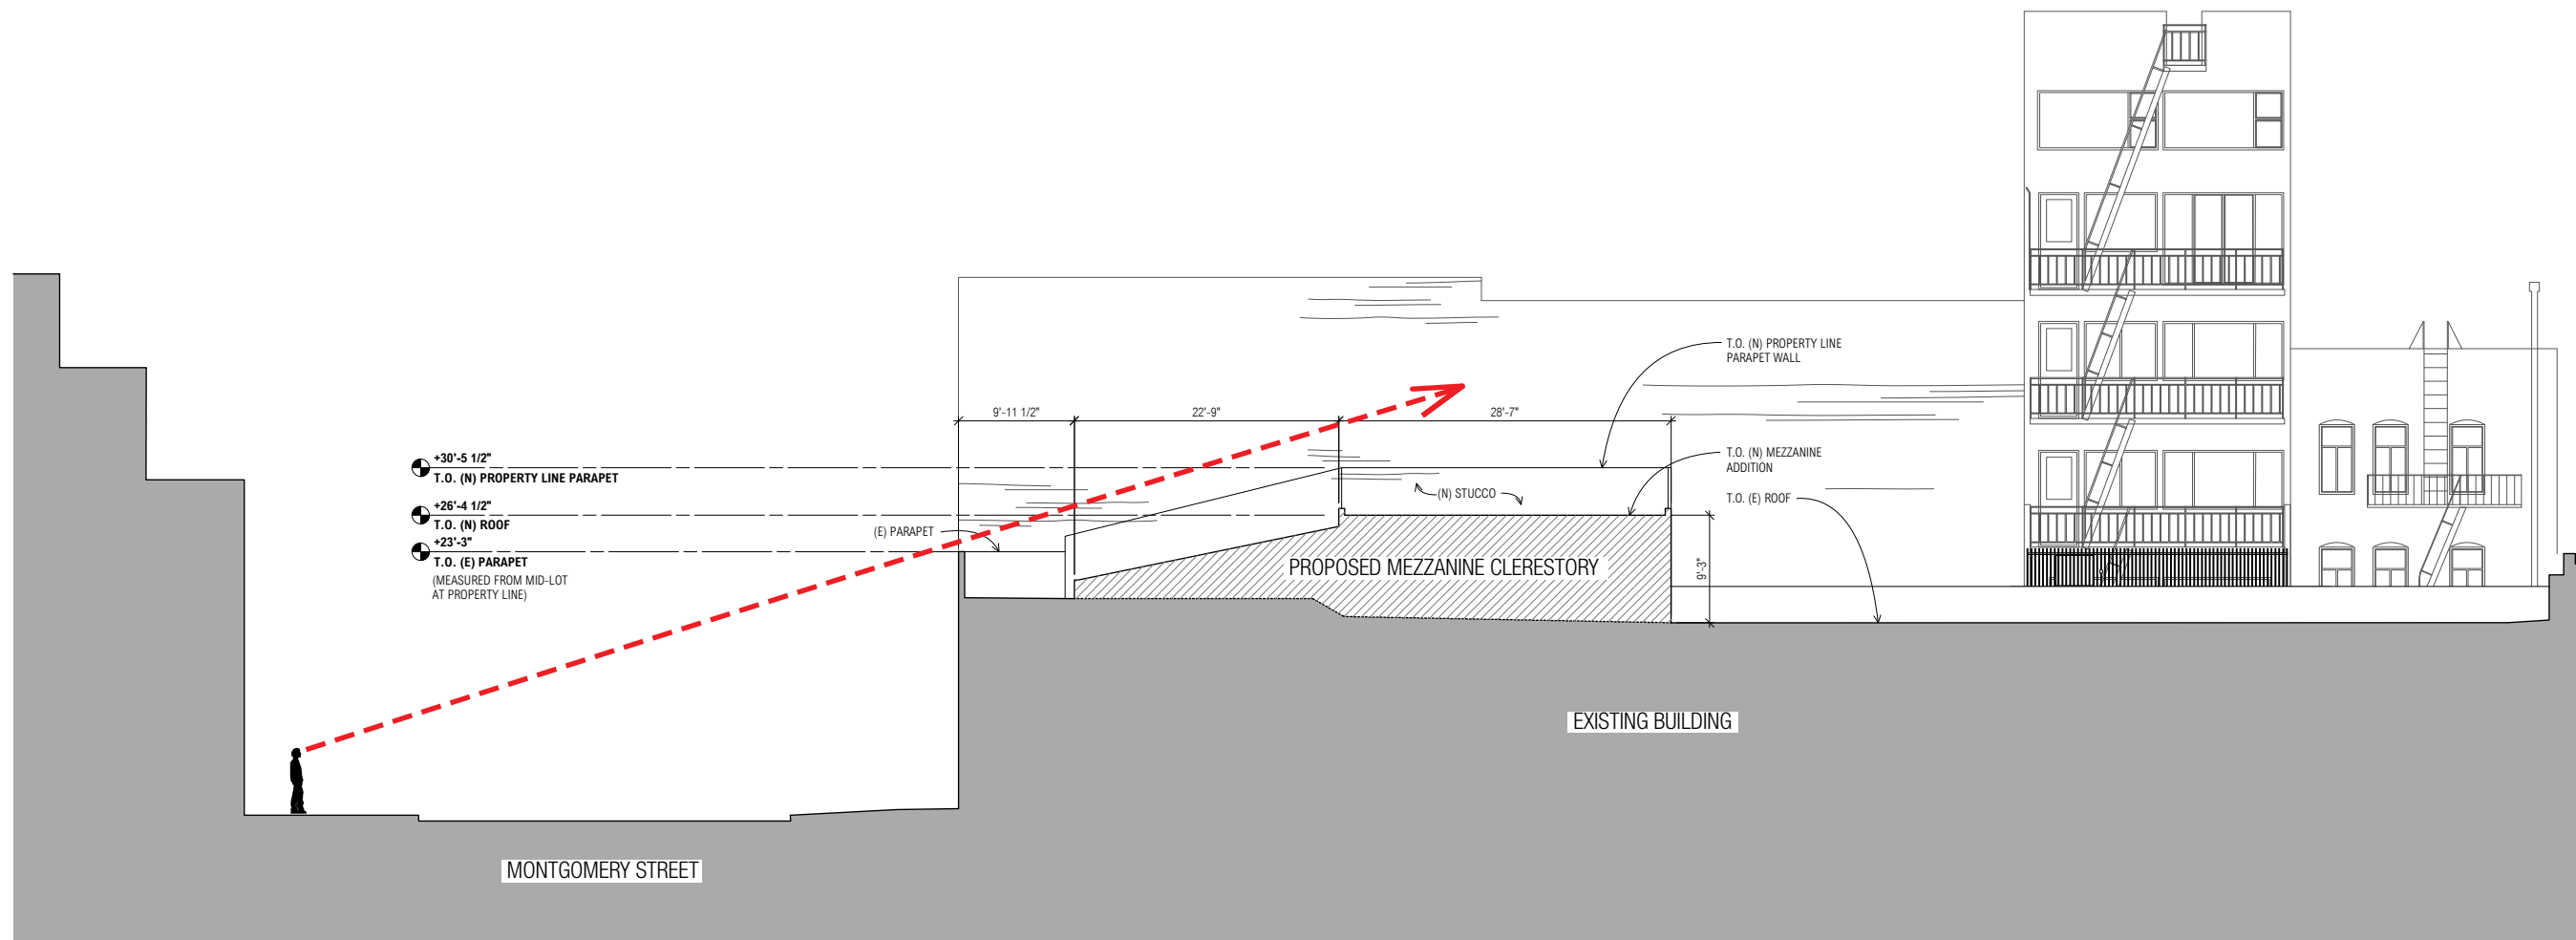 T.O. (N) PROPERTY LINE
PARAPET WALL
9'-11 1/2"
22'-9"
28'-7"
+30'-5 1/2"
T.O. (N) PROPERTY LINE PARAPET
T.O. (N) MEZZANINE
ADDITION
(N) STUCCO
T.O. (E) ROOF
+26'-4 1/2"
T.O. (N) ROOF
(E) PARAPET
+23'-3"
T.O. (E) PARAPET
(MEASURED FROM MID-LOT
AT PROPERTY LINE)
PROPOSED MEZZANINE CLERESTORY
9'-3"
EXISTING BUILDING
MONTGOMERY STREET